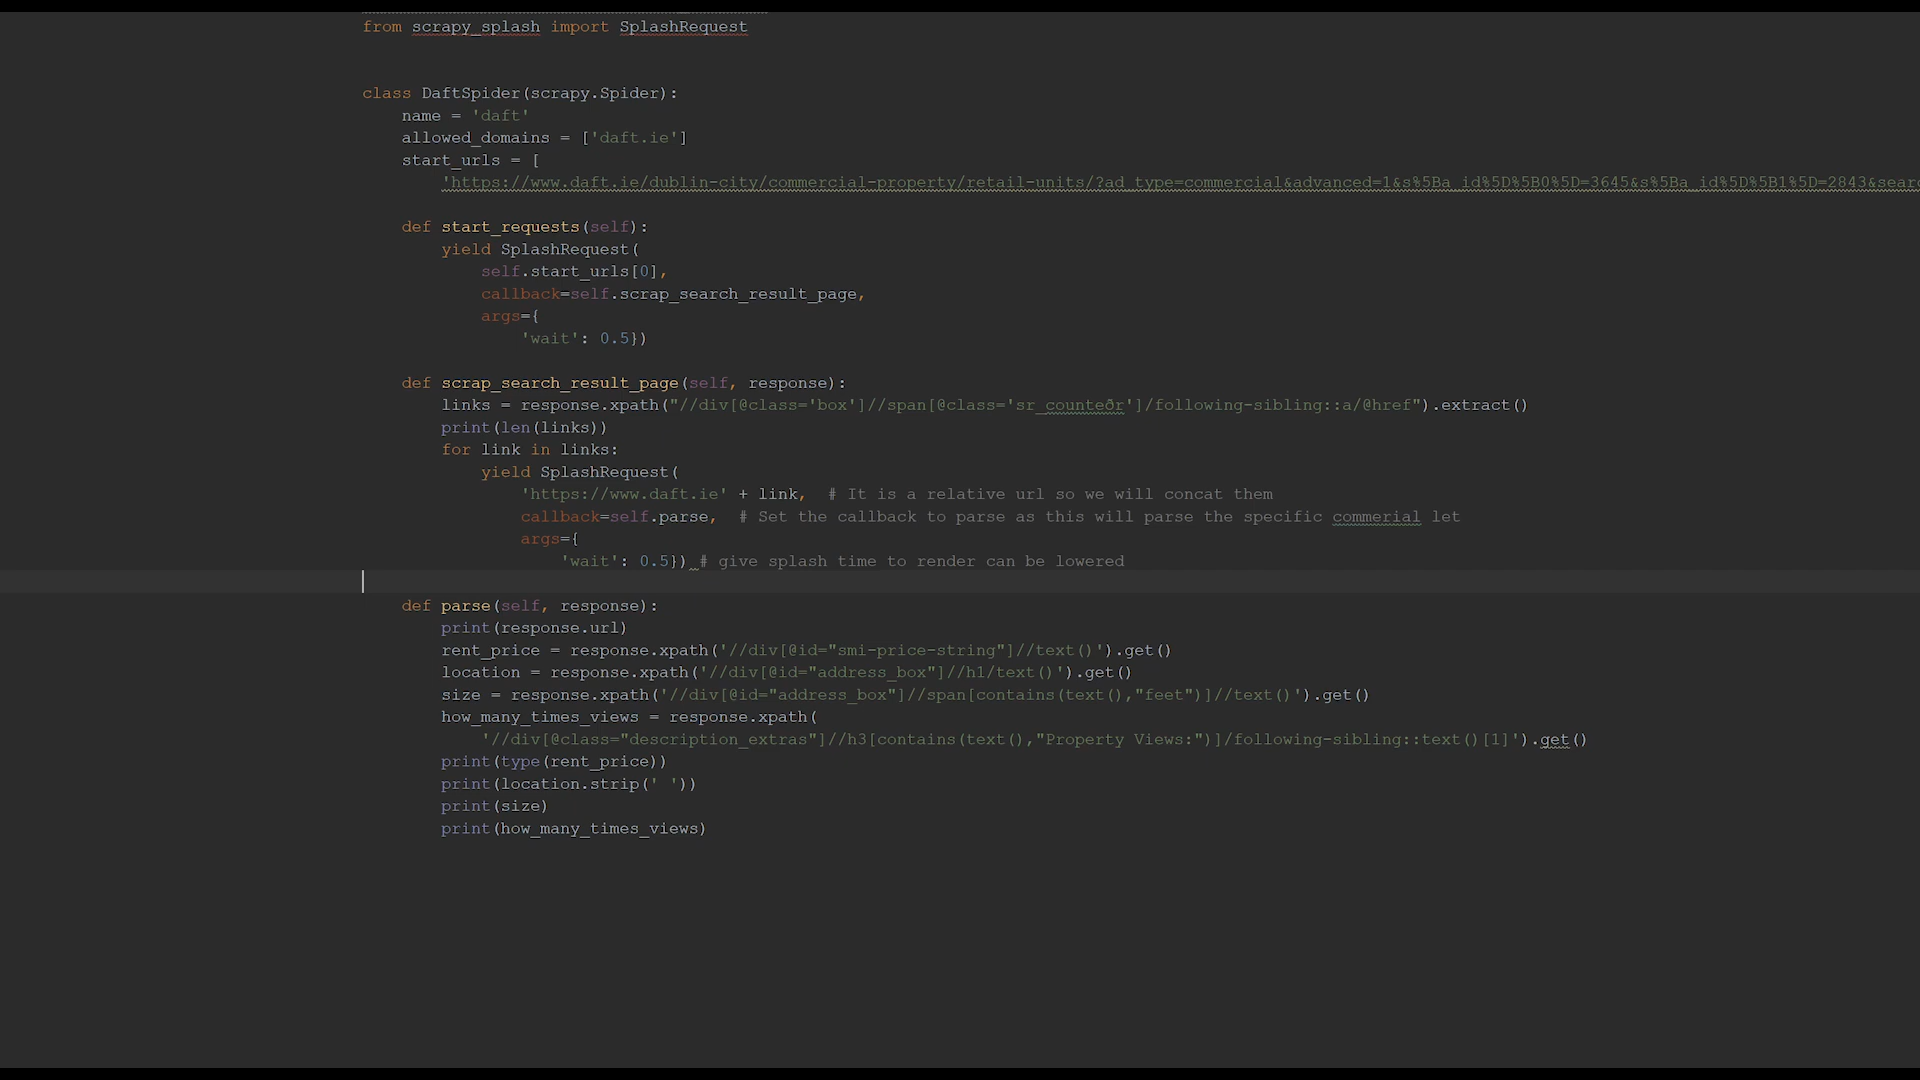 from scrapy_splash import SplashRequest
class DaftSpider(scrapy.Spider):
name = 'daft'
allowed_domains = ['daft.ie']
start_urls = [
'https://www.daft.ie/dublin-city/commercial-property/retail-units/?ad_type=commercial&advanced=1&s%5Ba_id%5D%5B0%5D=3645&s%5Ba_id%5D%5B1%5D=2843&sear
def start_requests(self):
yield SplashRequest(
self.start_urls[0],
callback=self.scrap_search_result_page,
args={
'wait': 0.5})
def scrap_search_result_page(self, response):
links = response.xpath("//div[@class='box']//span[@class='sr_counteðr']/following-sibling::a/@href").extract()
print(len(links))
for link in links:
yield SplashRequest(
'https://www.daft.ie' + link,  # It is a relative url so we will concat them
callback=self.parse,  # Set the callback to parse as this will parse the specific commerial let
args={
'wait': 0.5}) # give splash time to render can be lowered
def parse(self, response):
print(response.url)
rent_price = response.xpath('//div[@id="smi-price-string"]//text()').get()
location = response.xpath('//div[@id="address_box"]//h1/text()').get()
size = response.xpath('//div[@id="address_box"]//span[contains(text(),"feet")]//text()').get()
how_many_times_views = response.xpath(
'//div[@class="description_extras"]//h3[contains(text(),"Property Views:")]/following-sibling::text()[1]').get()
print(type(rent_price))
print(location.strip(' '))
print(size)
print(how_many_times_views)